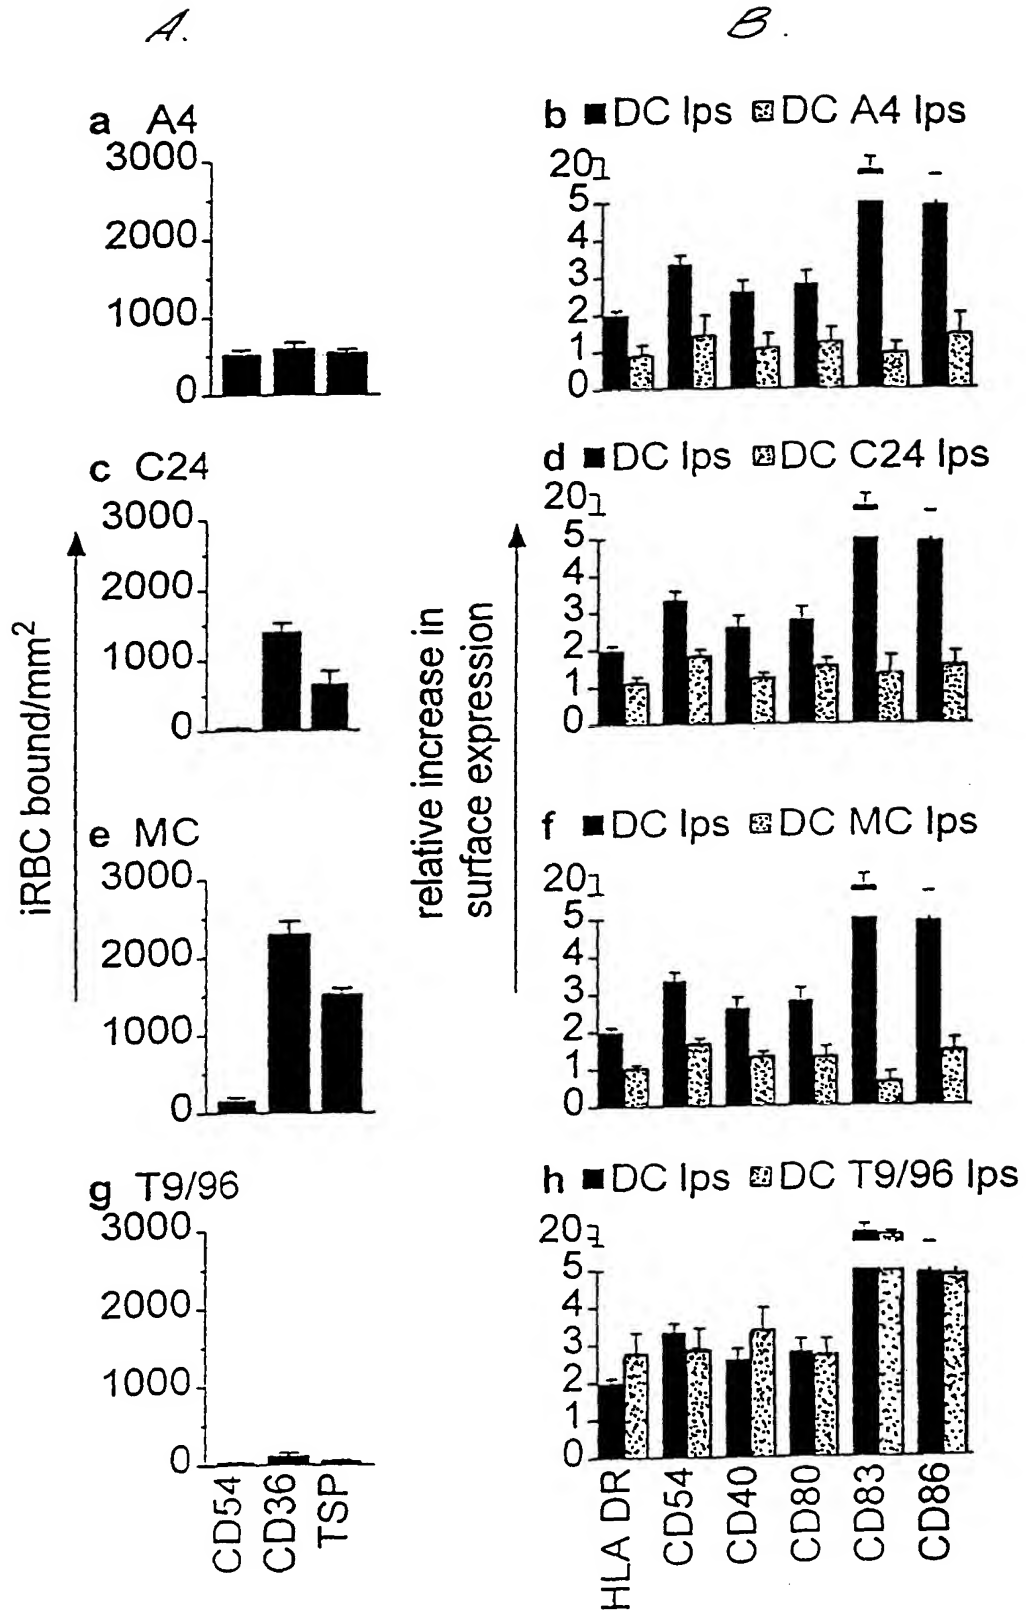 A.
B.
a A4
3000
2000
1000
0
b ■ DC lps ▩ DC A4 lps
20
5
4
3
2
1
0
c C24
3000
2000
1000
0
d ■ DC lps ▩ DC C24 lps
20
5
4
3
2
1
0
iRBC bound/mm²
relative increase in
surface expression
e MC
3000
2000
1000
0
f ■ DC lps ▩ DC MC lps
20
5
4
3
2
1
0
g T9/96
3000
2000
1000
0
CD54
CD36
TSP
h ■ DC lps ▩ DC T9/96 lps
20
5
4
3
2
1
0
HLA DR
CD54
CD40
CD80
CD83
CD86